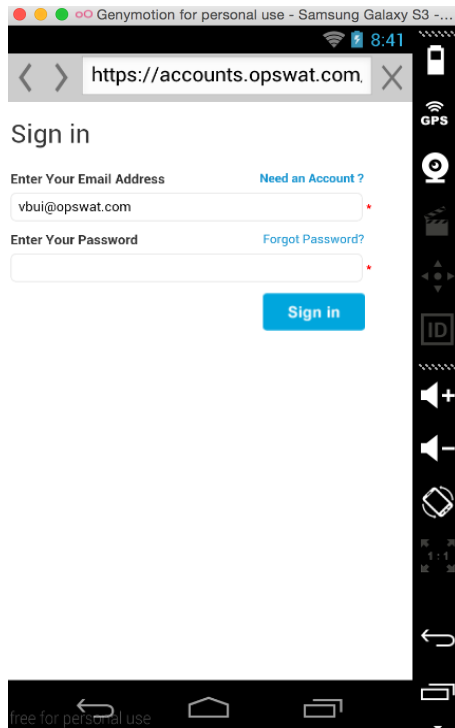 Genymotion for personal use - Samsung Galaxy S3 -...
8:41
https://accounts.opswat.com,
GPS
Sign in
Enter Your Email Address Need an Account ?
vbui@opswat.com *
Enter Your Password Forgot Password?
*
Sign in
ID
1:1
free for personal use